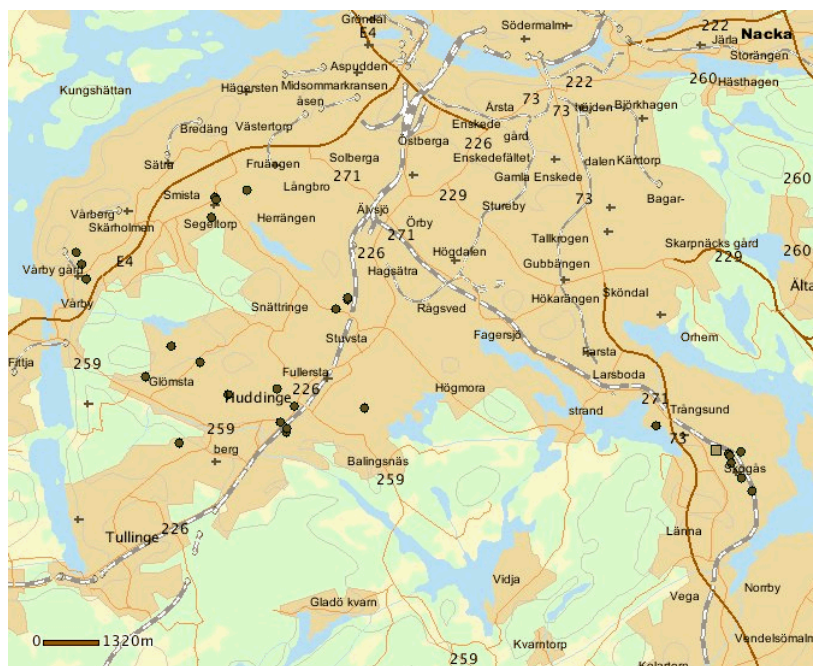 Gröndal
E4
Södermalm
222
Järla
Nacka
Storängen
Aspudden
Kungshättan
Hägersten
Midsommarkransen
222
260
Hästhagen
åsen
73
Årsta
73
höjden
Björkhagen
Bredäng
Västertorp
Enskede
gård
Östberga
226
Sätra
Fruängen
Solberga
Enskedefältet
dalen
Kärrtorp
271
Gamla Enskede
260
Smista
Långbro
229
73
Bagar-
Vårberg
Herrängen
Älvsjö
Stureby
Segeltorp
Örby
Skärholmen
271
Tallkrogen
Skarpnäcks gård
226
Högdalen
229
260
E4
Gubbängen
Vårby gård
Hagsätra
Älta
Sköndal
Vårby
Snättringe
Rågsved
Hökarängen
Stuvsta
Fagersjö
Orhem
Fittja
259
Farsta
Fullersta
Larsboda
Glömsta
226
Högmora
Huddinge
271
strand
Trångsund
259
73
berg
Balingsnäs
Skogås
259
226
Tullinge
Länna
Vidja
Norrby
Vega
Gladö kvarn
0
1320m
Kvarntorp
Vendelsömalm
259